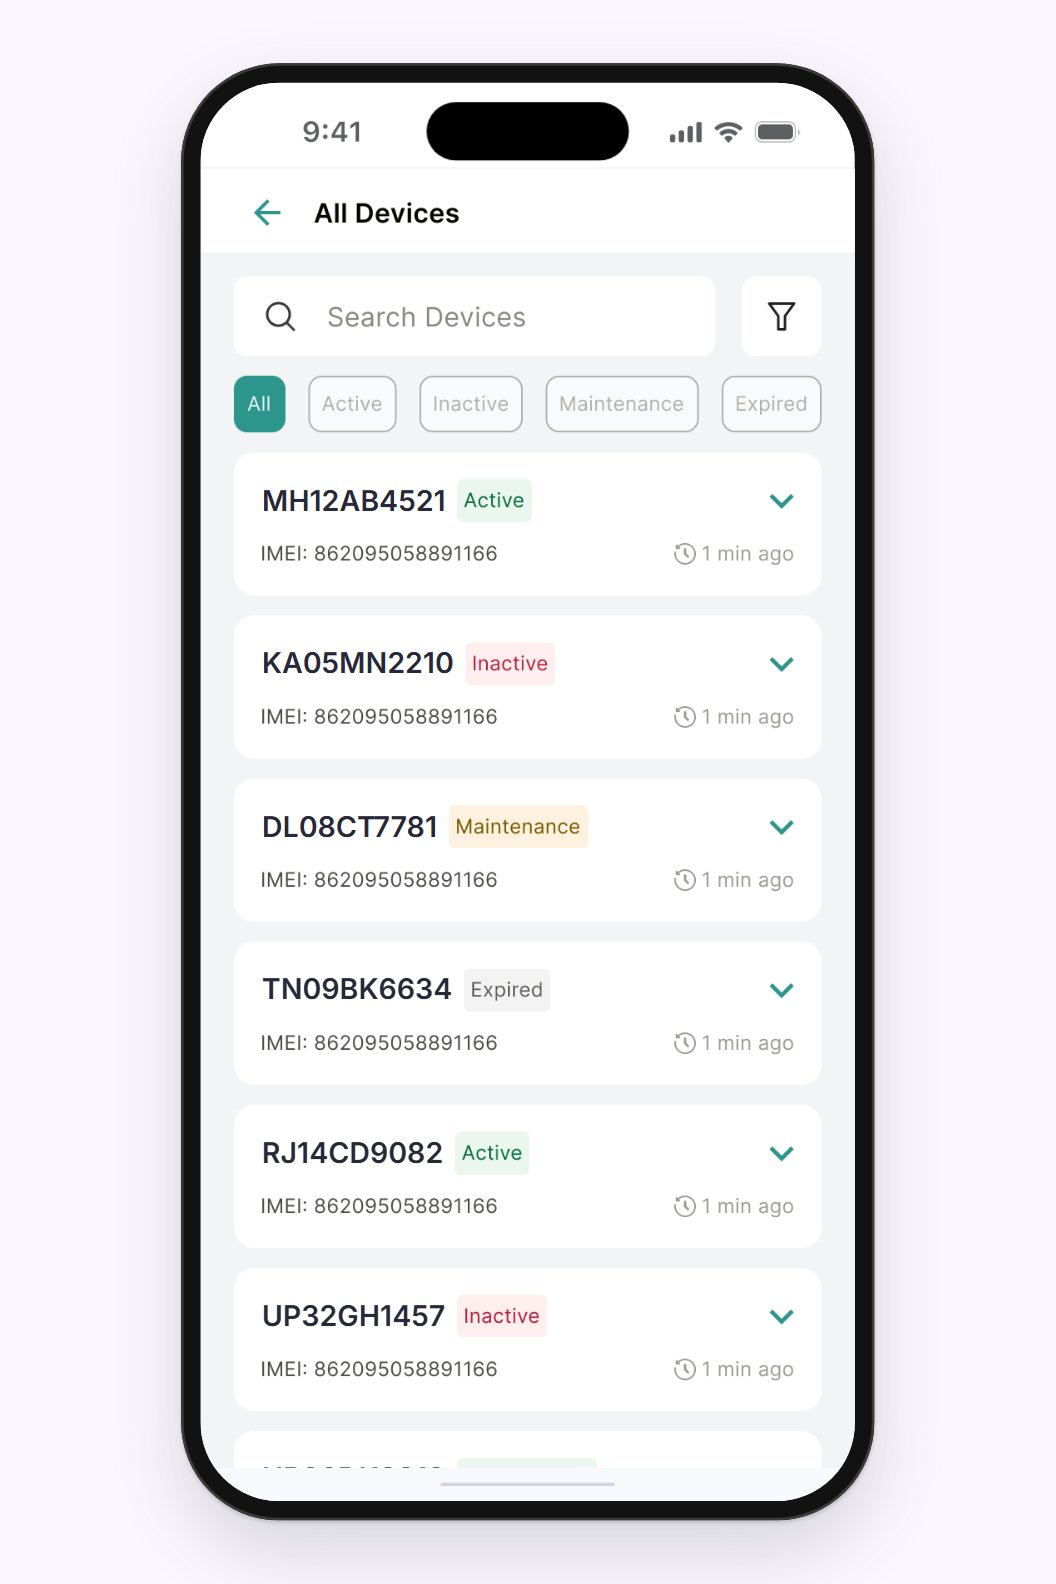 9:41
All Devices
Search Devices
All Active Inactive Maintenance Expired
MH12AB4521 Active
IMEI: 862095058891166 1 min ago
KA05MN2210 Inactive
IMEI: 862095058891166 1 min ago
DL08CT7781 Maintenance
IMEI: 862095058891166 1 min ago
TN09BK6634 Expired
IMEI: 862095058891166 1 min ago
RJ14CD9082 Active
IMEI: 862095058891166 1 min ago
UP32GH1457 Inactive
IMEI: 862095058891166 1 min ago